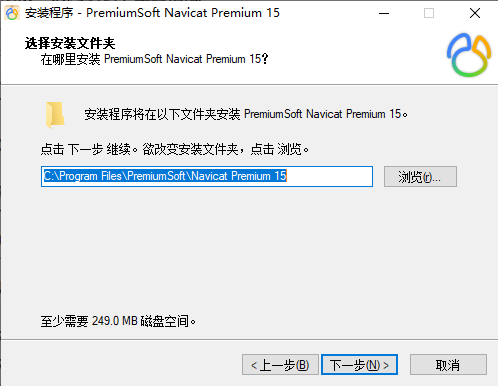 安装程序 - PremiumSoft Navicat Premium 15
选择安装文件夹
在哪里安装 PremiumSoft Navicat Premium 15?
安装程序将在以下文件夹安装 PremiumSoft Navicat Premium 15。
点击 下一步 继续。欲改变安装文件夹，点击 浏览。
C:\Program Files\PremiumSoft\Navicat Premium 15
浏览(r)...
至少需要 249.0 MB 磁盘空间。
< 上一步(B)
下一步(N) >
取消